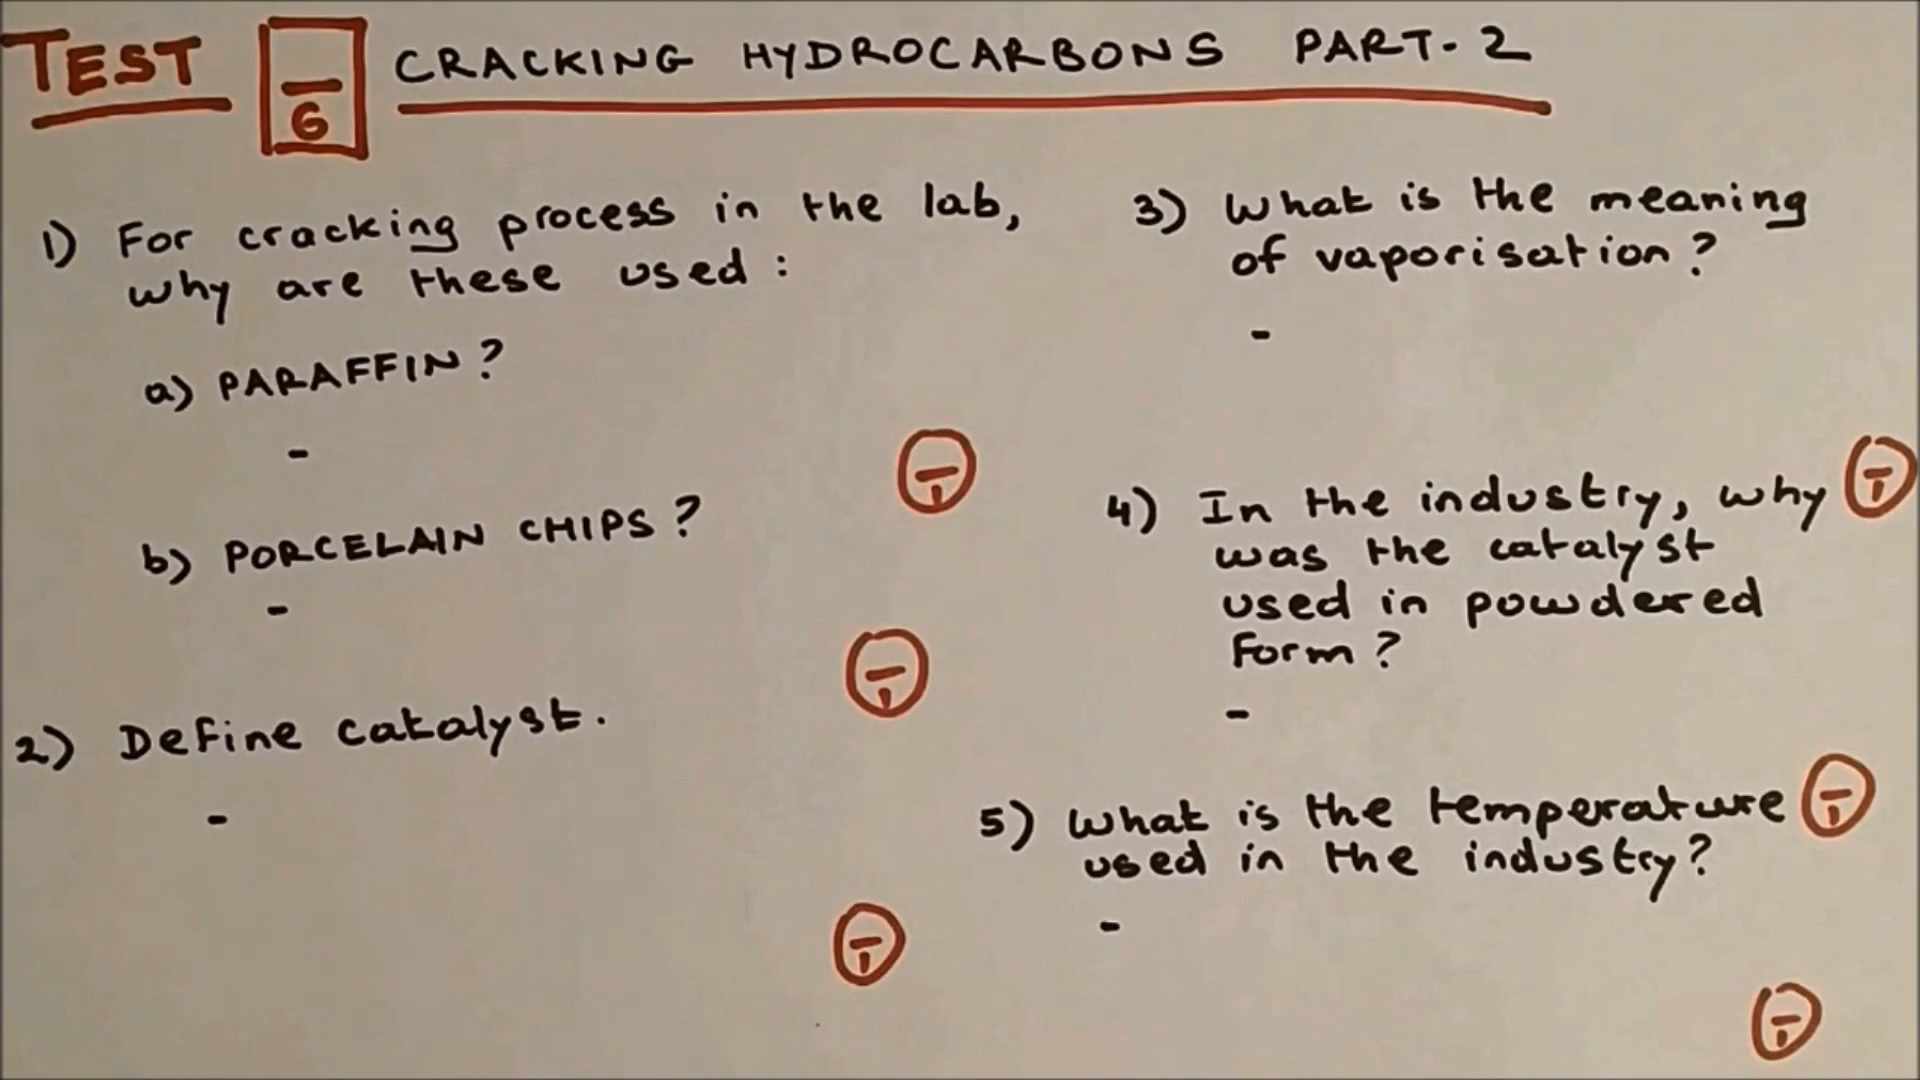 TEST
—
6
CRACKING HYDROCARBONS PART-2
1) For cracking process in the lab,
why are these used :
a) PARAFFIN?
-
—
1
b) PORCELAIN CHIPS?
-
—
1
2) Define catalyst.
-
—
1
3) What is the meaning
of vaporisation?
-
—
1
4) In the industry, why
was the catalyst
used in powdered
form?
-
—
1
5) What is the temperature
used in the industry?
-
—
1